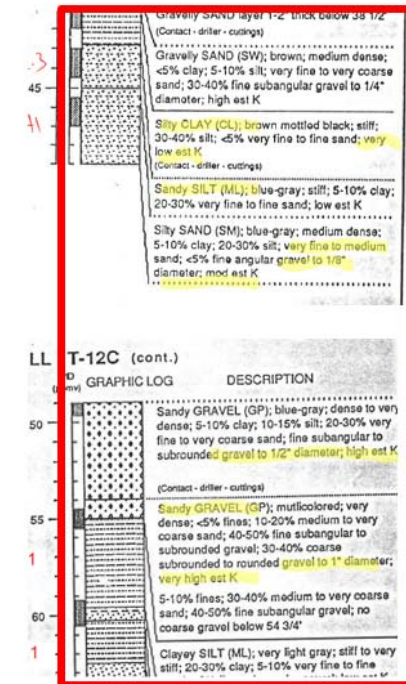 Gravelly SAND layer 1-2" thick below 38 1/2'
(Contact - driller - cuttings)
Gravelly SAND (SW); brown; medium dense;
<5% clay; 5-10% silt; very fine to very coarse
sand; 30-40% fine subangular gravel to 1/4"
diameter; high est K
45
Silty CLAY (CL); brown mottled black; stiff;
30-40% silt; <5% very fine to fine sand; very
low est K
(Contact - driller - cuttings)
Sandy SILT (ML); blue-gray; stiff; 5-10% clay;
20-30% very fine to fine sand; low est K
Silty SAND (SM); blue-gray; medium dense;
5-10% clay; 20-30% silt; very fine to medium
sand; <5% fine angular gravel to 1/8"
diameter; mod est K
LL T-12C (cont.)
GRAPHIC LOG DESCRIPTION
Sandy GRAVEL (GP); blue-gray; dense to very
50
dense; 5-10% clay; 10-15% silt; 20-30% very
fine to very coarse sand; fine subangular to
subrounded gravel to 1/2" diameter; high est K
(Contact - driller - cuttings)
Sandy GRAVEL (GP); mutlicolored; very
55
dense; <5% fines; 10-20% medium to very
coarse sand; 40-50% fine subangular to
subrounded gravel; 30-40% coarse
1
subrounded to rounded gravel to 1" diameter;
very high est K
5-10% fines; 30-40% medium to very coarse
60
sand; 40-50% fine subangular gravel; no
coarse gravel below 54 3/4'
1
Clayey SILT (ML); very light gray; stiff to very
stiff; 20-30% clay; 5-10% very fine to fine